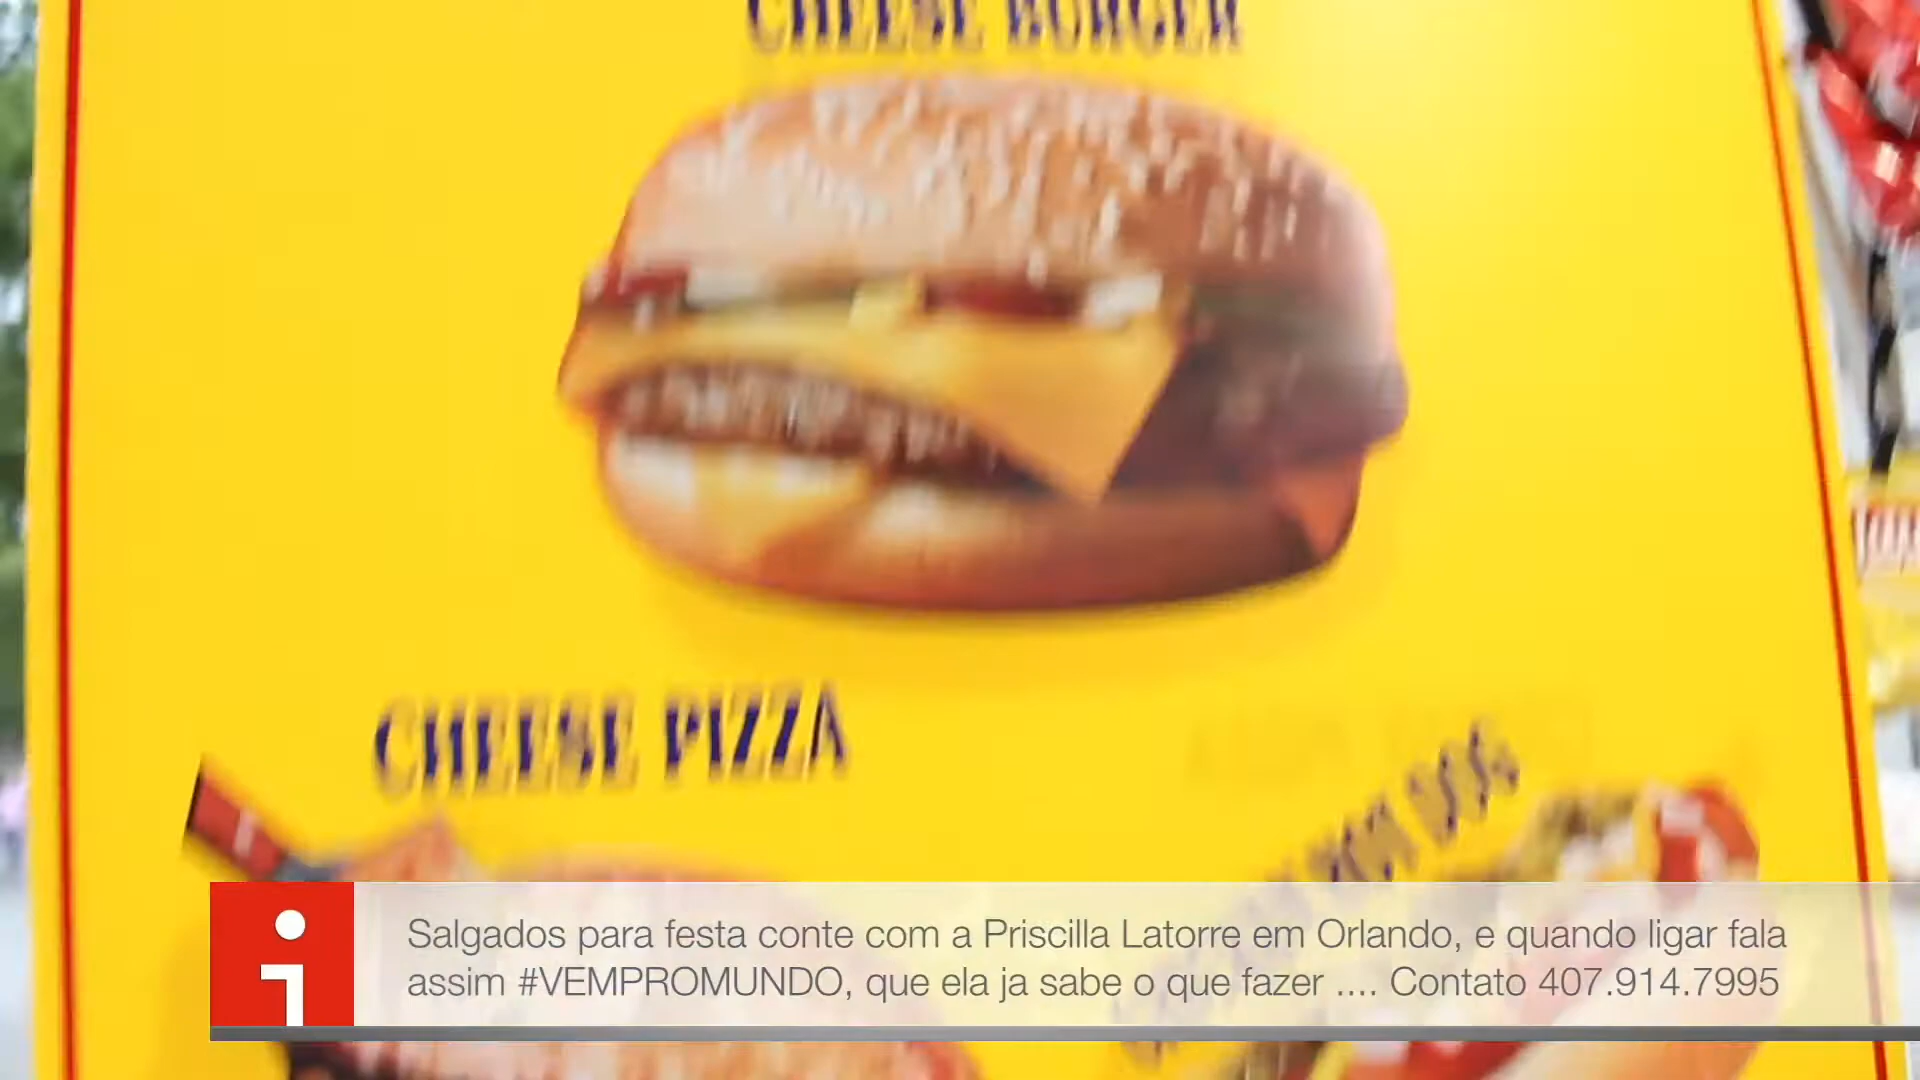 CHEESE BURGER
CHEESE PIZZA
Salgados para festa conte com a Priscilla Latorre em Orlando, e quando ligar fala
assim #VEMPROMUNDO, que ela ja sabe o que fazer .... Contato 407.914.7995